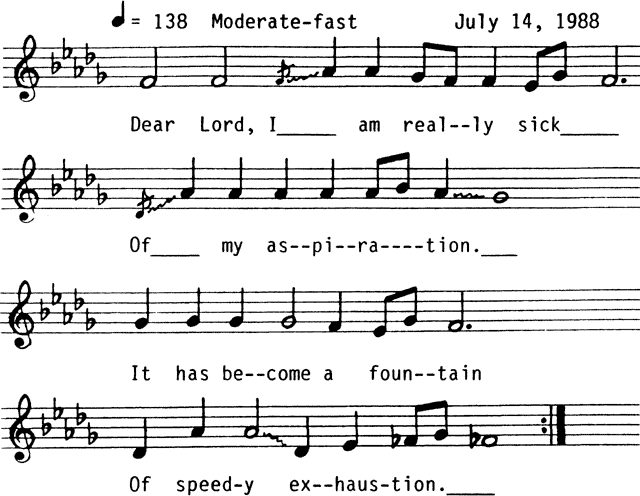 = 138 Moderate-fast July 14, 1988
Dear Lord, I_____ am real--ly sick_____
Of____ my as--pi--ra----tion.___
It has be--come a foun--tain
Of speed-y ex--haus-tion.____